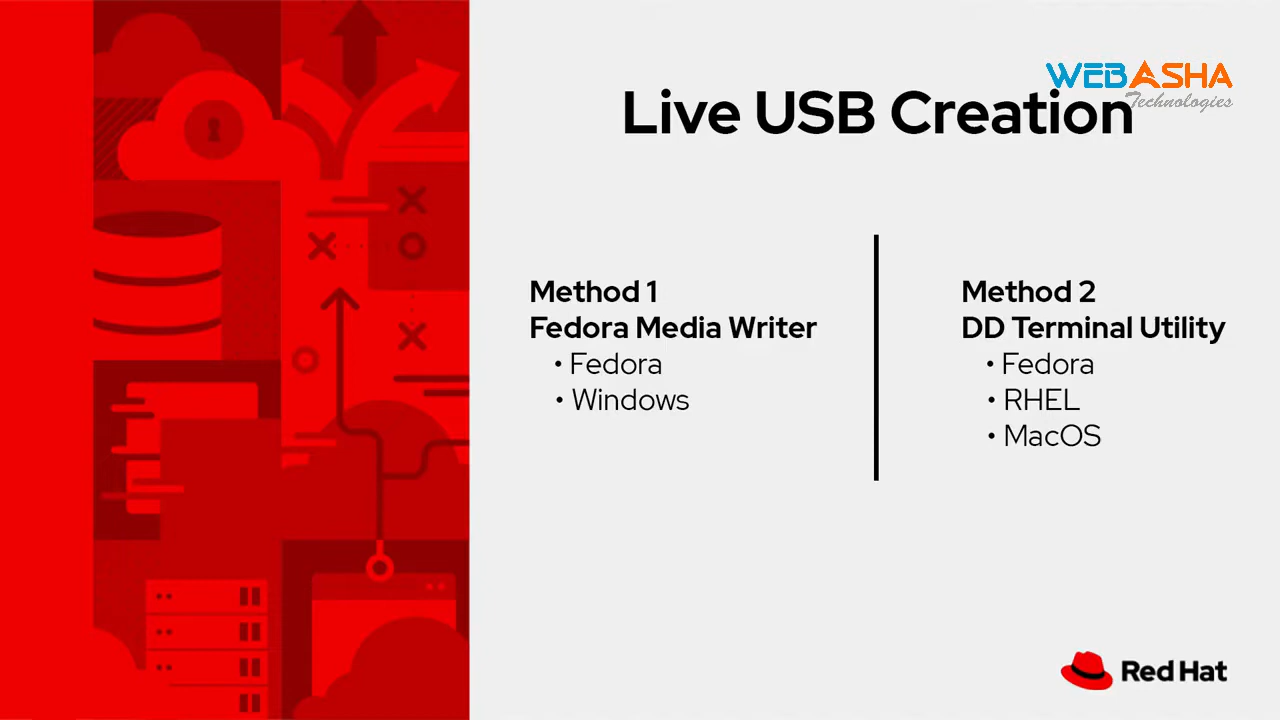 WEBASHA
Technologies
Live USB Creation
Method 1
Fedora Media Writer
• Fedora
• Windows
Method 2
DD Terminal Utility
• Fedora
• RHEL
• MacOS
Red Hat